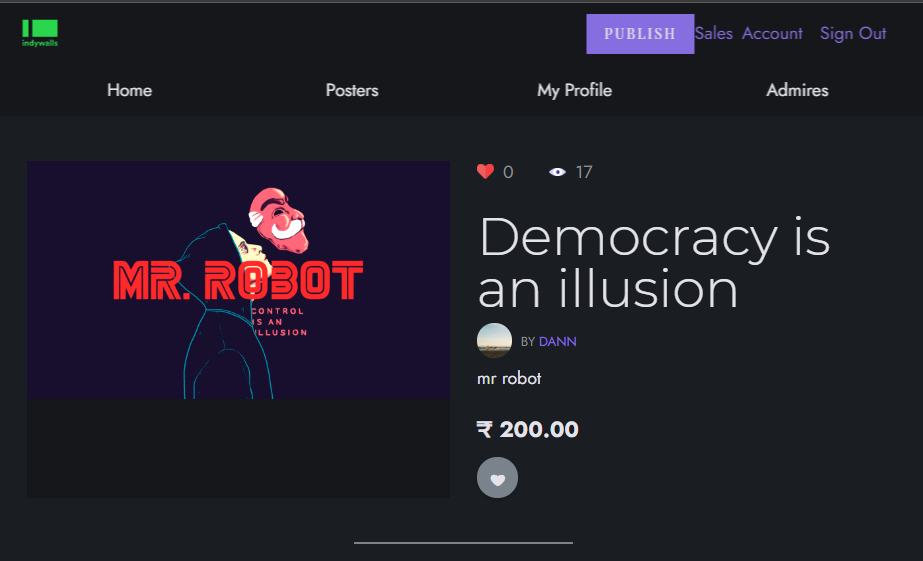 indywalls
PUBLISH Sales Account Sign Out
Home Posters My Profile Admires
MR. ROBOT
CONTROL
IS AN
ILLUSION
0 17
Democracy is
an illusion
BY DANN
mr robot
₹ 200.00